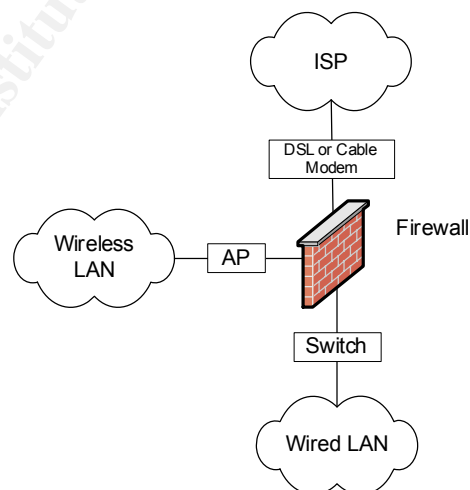 ISP
DSL or Cable
Modem
Firewall
Wireless
LAN
AP
Switch
Wired LAN